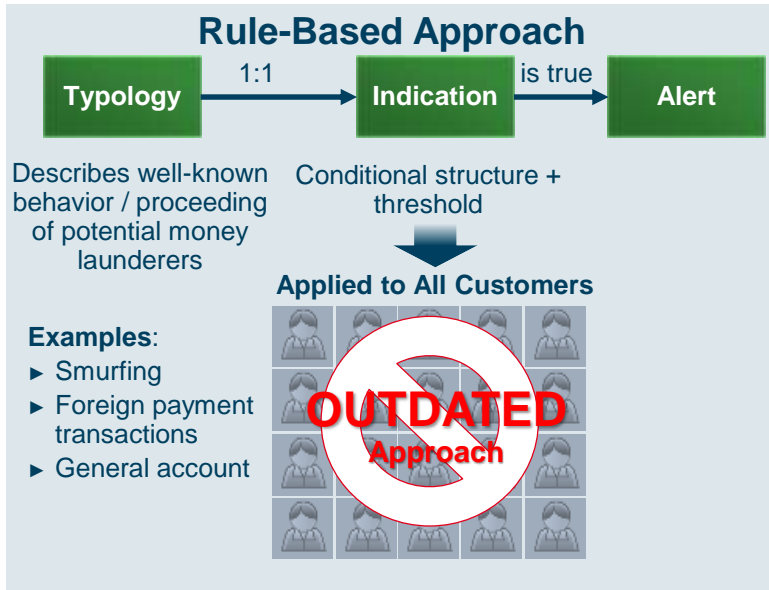 Rule-Based Approach
Typology
1:1
Indication
is true
Alert
Describes well-known
behavior / proceeding
of potential money
launderers
Conditional structure +
threshold
Applied to All Customers
Examples:
► Smurfing
► Foreign payment
transactions
► General account
OUTDATED
Approach